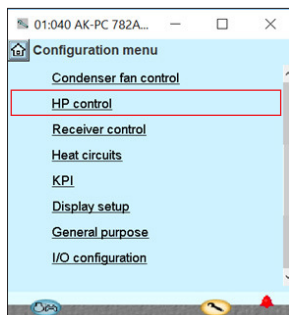 01:040 AK-PC 782A...
Configuration menu
Condenser fan control
HP control
Receiver control
Heat circuits
KPI
Display setup
General purpose
I/O configuration